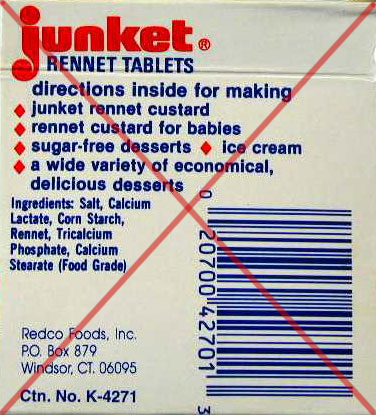 junket®
RENNET TABLETS
directions inside for making
♦ junket rennet custard
♦ rennet custard for babies
♦ sugar-free desserts ♦ ice cream
♦ a wide variety of economical,
delicious desserts
Ingredients: Salt, Calcium
Lactate, Corn Starch,
Rennet, Tricalcium
Phosphate, Calcium
Stearate (Food Grade)
0 20700 42701 3
Redco Foods, Inc.
P.O. Box 879
Windsor, CT. 06095
Ctn. No. K-4271